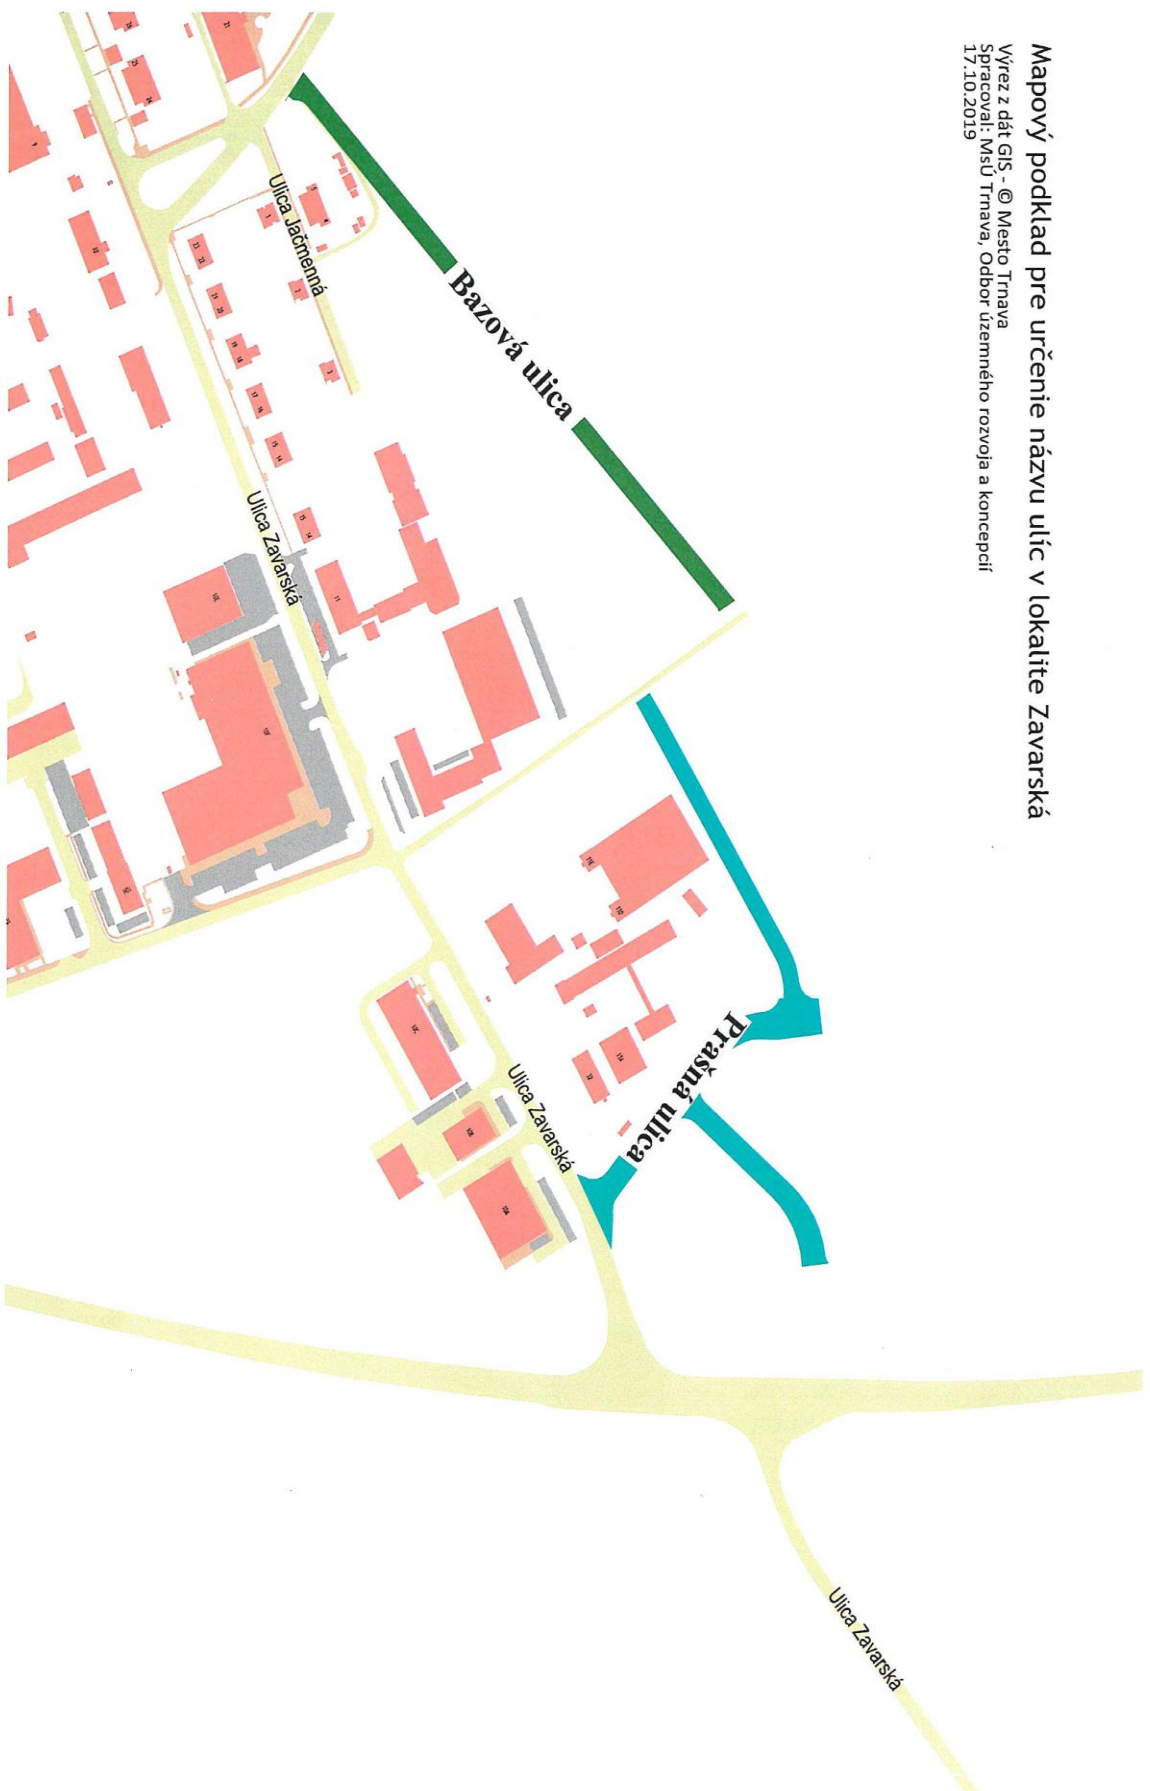 Mapový podklad pre určenie názvu ulíc v lokalite Zavarská
Výrez z dát GIS - © Mesto Trnava
Spracoval: MsÚ Trnava, Odbor územného rozvoja a koncepcií
17.10.2019
Bazová ulica
Ulica Jačmenná
Ulica Zavarská
Prašná ulica
Ulica Zavarská
Ulica Zavarská